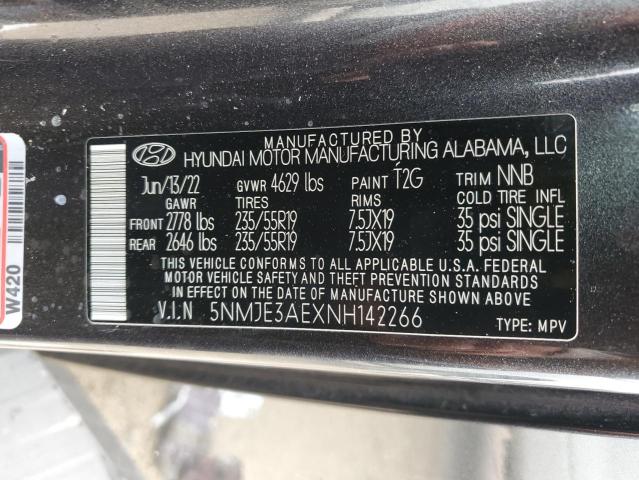 MANUFACTURED BY
HYUNDAI MOTOR MANUFACTURING ALABAMA, LLC
Jun/13/22 GVWR 4629 lbs PAINT T2G TRIM NNB
GAWR TIRES RIMS COLD TIRE INFL
FRONT 2778 lbs 235/55R19 7.5JX19 35 psi SINGLE
REAR 2646 lbs 235/55R19 7.5JX19 35 psi SINGLE
THIS VEHICLE CONFORMS TO ALL APPLICABLE U.S.A. FEDERAL
MOTOR VEHICLE SAFETY AND THEFT PREVENTION STANDARDS
IN EFFECT ON THE DATE OF MANUFACTURE SHOWN ABOVE
V.I.N 5NMJE3AEXNH142266 TYPE: MPV
W420